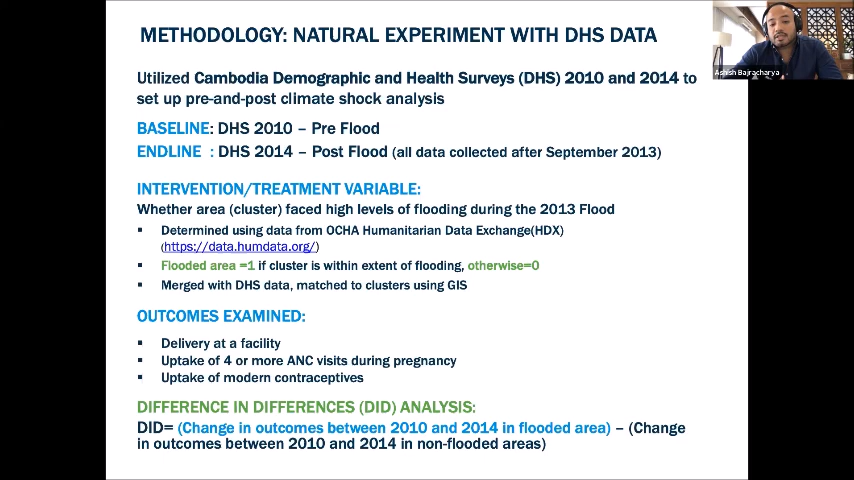 METHODOLOGY: NATURAL EXPERIMENT WITH DHS DATA
Ashish Bajracharya
Utilized Cambodia Demographic and Health Surveys (DHS) 2010 and 2014 to
set up pre-and-post climate shock analysis
BASELINE: DHS 2010 – Pre Flood
ENDLINE : DHS 2014 – Post Flood (all data collected after September 2013)
INTERVENTION/TREATMENT VARIABLE:
Whether area (cluster) faced high levels of flooding during the 2013 Flood
▪ Determined using data from OCHA Humanitarian Data Exchange(HDX)
(https://data.humdata.org/)
▪ Flooded area =1 if cluster is within extent of flooding, otherwise=0
▪ Merged with DHS data, matched to clusters using GIS
OUTCOMES EXAMINED:
▪ Delivery at a facility
▪ Uptake of 4 or more ANC visits during pregnancy
▪ Uptake of modern contraceptives
DIFFERENCE IN DIFFERENCES (DID) ANALYSIS:
DID= (Change in outcomes between 2010 and 2014 in flooded area) – (Change
in outcomes between 2010 and 2014 in non-flooded areas)